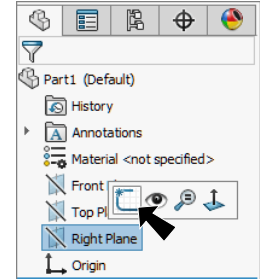 Part1 (Default)
History
Annotations
Material <not specified>
Front
Top Pl
Right Plane
Origin